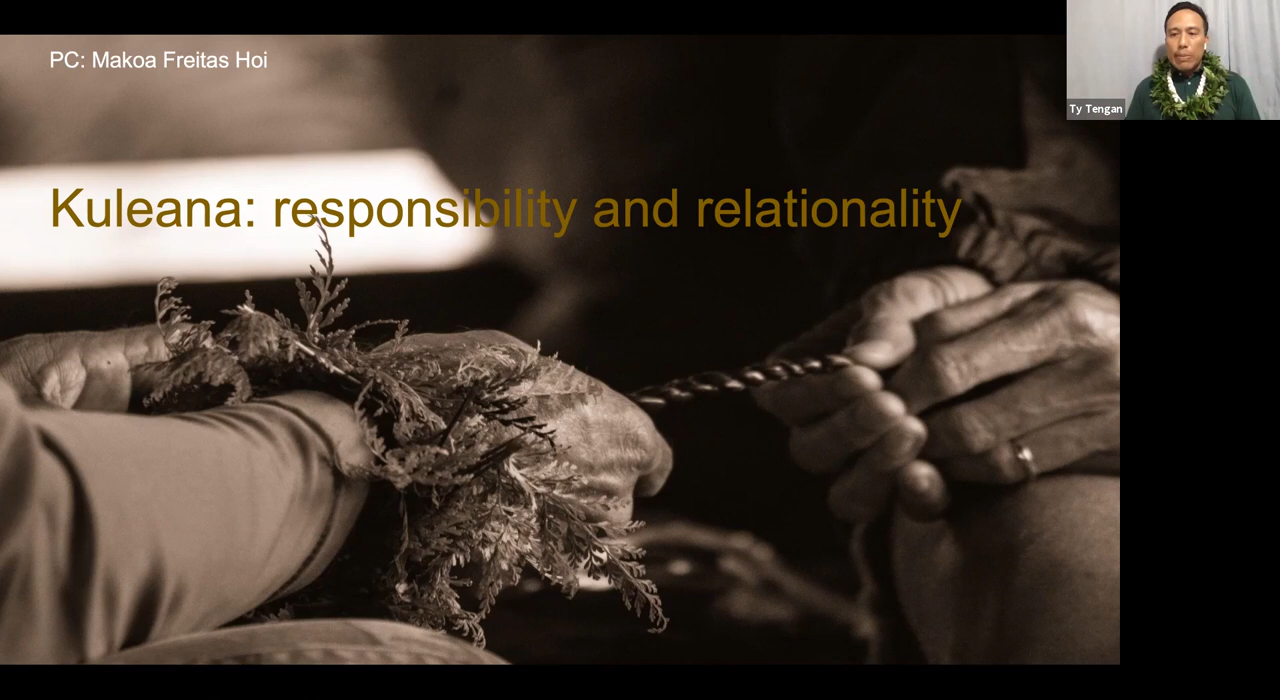 PC: Makoa Freitas Hoi
Ty Tengan
Kuleana: responsibility and relationality